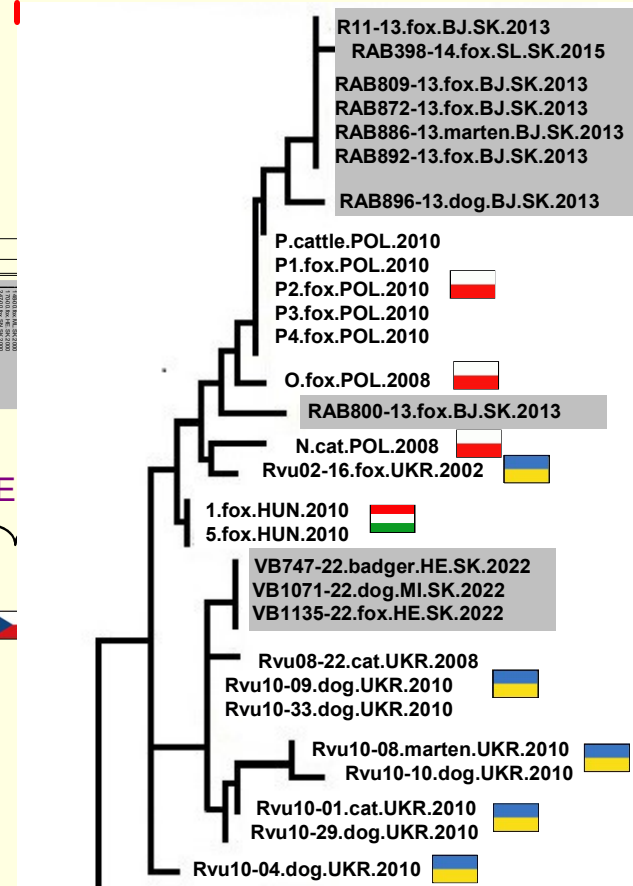 R11-13.fox.BJ.SK.2013
RAB398-14.fox.SL.SK.2015
RAB809-13.fox.BJ.SK.2013
RAB872-13.fox.BJ.SK.2013
RAB886-13.marten.BJ.SK.2013
RAB892-13.fox.BJ.SK.2013
RAB896-13.dog.BJ.SK.2013
P.cattle.POL.2010
P1.fox.POL.2010
P2.fox.POL.2010
P3.fox.POL.2010
P4.fox.POL.2010
O.fox.POL.2008
RAB800-13.fox.BJ.SK.2013
N.cat.POL.2008
Rvu02-16.fox.UKR.2002
E
1.fox.HUN.2010
5.fox.HUN.2010
VB747-22.badger.HE.SK.2022
VB1071-22.dog.MI.SK.2022
VB1135-22.fox.HE.SK.2022
Rvu08-22.cat.UKR.2008
Rvu10-09.dog.UKR.2010
Rvu10-33.dog.UKR.2010
Rvu10-08.marten.UKR.2010
Rvu10-10.dog.UKR.2010
Rvu10-01.cat.UKR.2010
Rvu10-29.dog.UKR.2010
Rvu10-04.dog.UKR.2010